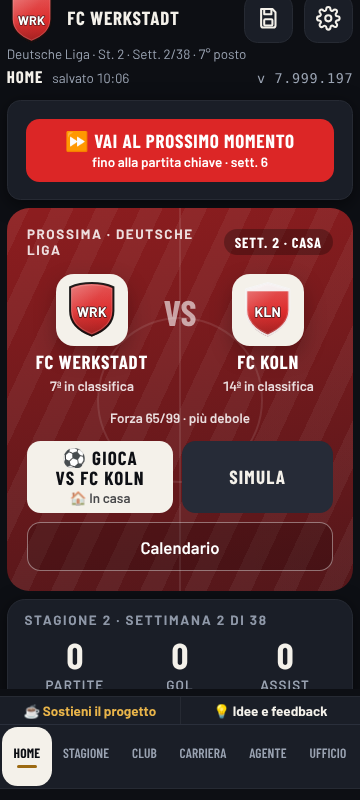 WRK
FC WERKSTADT
Deutsche Liga · St. 2 · Sett. 2/38 · 7° posto
HOME salvato 10:06 v 7.999.197
⏩ VAI AL PROSSIMO MOMENTO
fino alla partita chiave · sett. 6
PROSSIMA · DEUTSCHE
LIGA
SETT. 2 · CASA
WRK VS KLN
FC WERKSTADT FC KOLN
7ª in classifica 14ª in classifica
Forza 65/99 · più debole
⚽ GIOCA
VS FC KOLN
🏠 In casa
SIMULA
Calendario
STAGIONE 2 · SETTIMANA 2 DI 38
0 0 0
PARTITE GOL ASSIST
☕ Sostieni il progetto 💡 Idee e feedback
HOME STAGIONE CLUB CARRIERA AGENTE UFFICIO